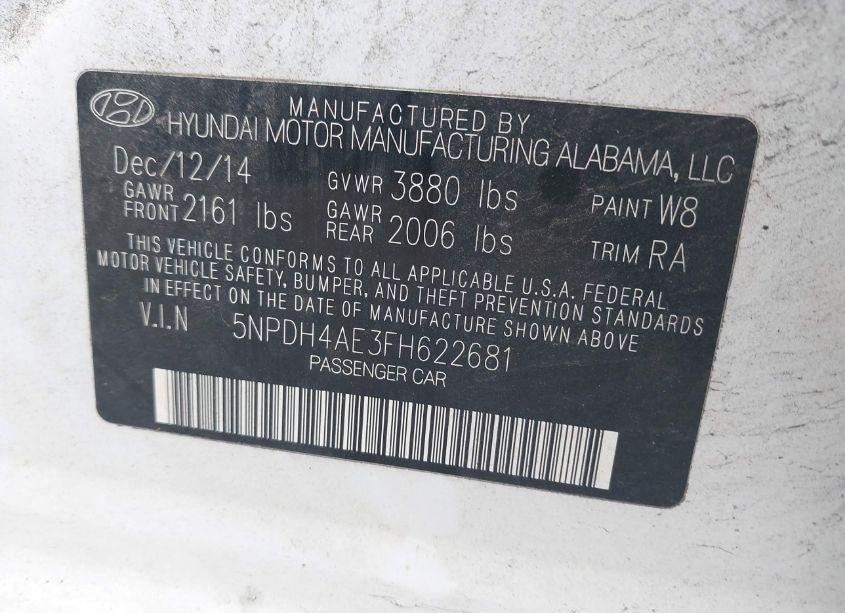 MANUFACTURED BY
HYUNDAI MOTOR MANUFACTURING ALABAMA, LLC
Dec/12/14 GVWR 3880 lbs PAINT W8
GAWR FRONT 2161 lbs GAWR REAR 2006 lbs TRIM RA
THIS VEHICLE CONFORMS TO ALL APPLICABLE U.S.A. FEDERAL
MOTOR VEHICLE SAFETY, BUMPER, AND THEFT PREVENTION STANDARDS
IN EFFECT ON THE DATE OF MANUFACTURE SHOWN ABOVE
V.I.N 5NPDH4AE3FH622681
PASSENGER CAR